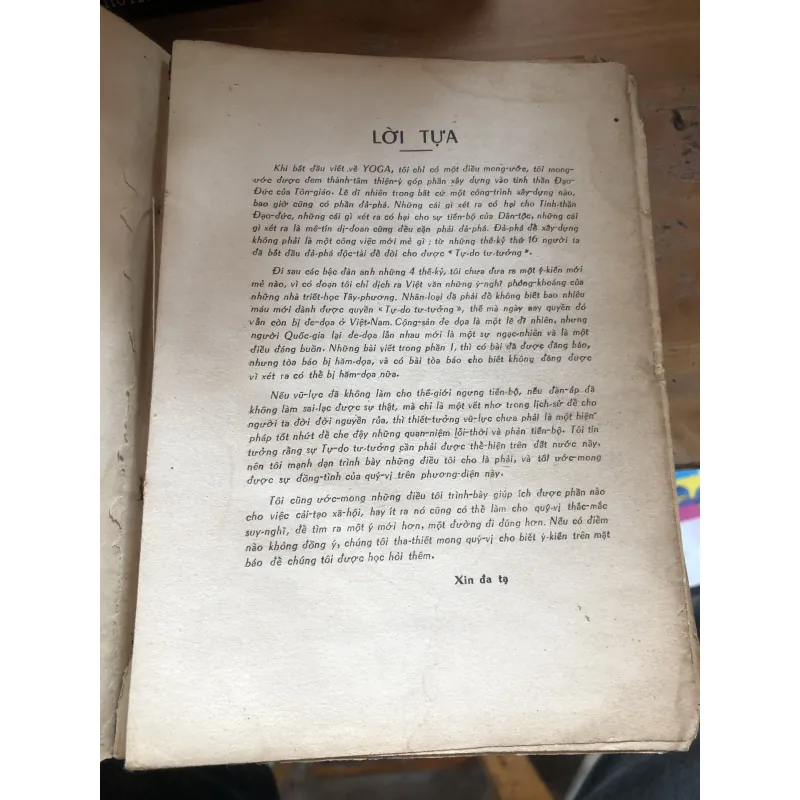 LỜI TỰA
Khi bắt đầu viết về YOGA, tôi chỉ có một điều mong-ước, tôi mong-
ước được đem thành-tâm thiện-ý góp phần xây dựng vào tinh thần Đạo-
Đức của Tôn-giáo. Lẽ dĩ nhiên trong bất cứ một công-trình xây-dựng nào,
bao giờ cũng có phần đả-phá. Những cái gì xét ra có hại cho Tinh-thần
Đạo-đức, những cái gì xét ra có hại cho sự tiến-bộ của Dân-tộc, những cái
gì xét ra là mê-tín dị-đoan cũng đều cần phải đả-phá. Đả-phá để xây-dựng
không phải là một công việc mới mẻ gì ; từ những thế-kỷ thứ 16 người ta
đã bắt đầu đả-phá độc-tài để đòi cho được "Tự-do tư-tưởng".
Đi sau các bậc đàn anh những 4 thế-kỷ, tôi chưa đưa ra một ý-kiến mới
mẻ nào, vì có đoạn tôi chỉ dịch ra Việt văn những ý-nghĩ phóng-khoáng của
những nhà triết-học Tây-phương. Nhân-loại đã phải đổ không biết bao nhiêu
máu mới dành được quyền "Tự-do tư-tưởng", thế mà ngày nay quyền đó
vẫn còn bị đe-dọa ở Việt-Nam. Cộng-sản đe dọa là một lẽ dĩ nhiên, nhưng
người Quốc-gia lại đe-dọa lẫn nhau mới là một sự ngạc-nhiên và là một
điều đáng buồn. Những bài viết trong phần I, thì có bài đã được đăng báo,
nhưng tòa báo bị hăm-dọa, và có bài tòa báo cho biết không đăng được
vì xét ra có thể bị hăm-dọa nữa.
Nếu vũ-lực đã không làm cho thế-giới ngưng tiến-bộ, nếu đàn-áp đã
không làm sai-lạc được sự thật, mà chỉ là một vết nhơ trong lịch-sử để cho
người ta đời đời nguyền rủa, thì thiết-tưởng vũ-lực chưa phải là một biện
pháp tốt nhứt để che đậy những quan-niệm lỗi-thời và phản tiến-bộ. Tôi tin
tưởng rằng sự Tự-do tư-tưởng cần phải được thể-hiện trên đất nước này,
nên tôi mạnh dạn trình bày những điều tôi cho là phải, và tôi ước-mong
được sự đồng-tình của quý-vị trên phương-diện này.
Tôi cũng ước-mong những điều tôi trình-bày giúp ích được phần nào
cho việc cải-tạo xã-hội, hay ít ra nó cũng có thể làm cho quý-vị thắc-mắc
suy-nghĩ, để tìm ra một ý mới hơn, một đường đi đúng hơn. Nếu có điểm
nào không đồng ý, chúng tôi tha-thiết mong quý-vị cho biết ý-kiến trên mặt
báo để chúng tôi được học hỏi thêm.
Xin đa tạ